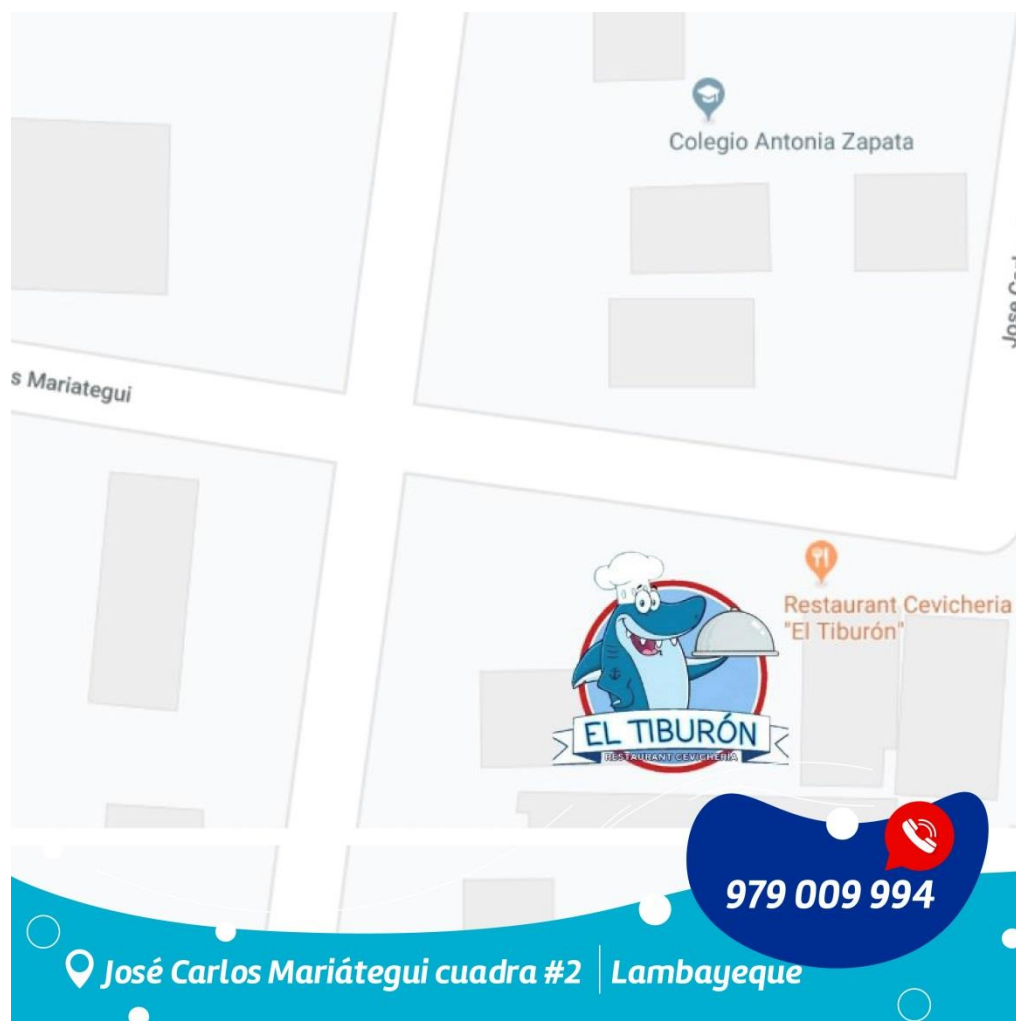 Colegio Antonia Zapata
s Mariategui
Restaurant Cevicheria
"El Tiburón"
EL TIBURÓN
RESTAURANT CEVICHERIA
979 009 994
José Carlos Mariátegui cuadra #2 | Lambayeque